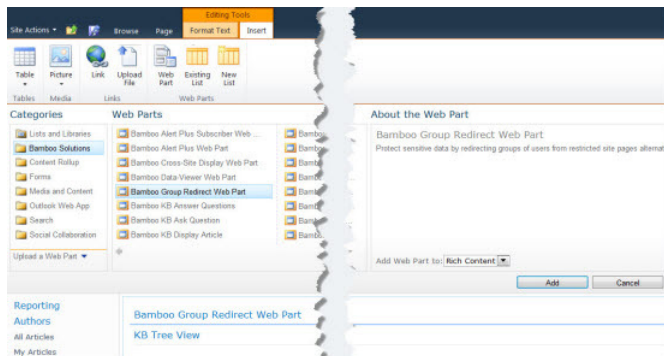 Editing Tools
Site Actions
Browse
Page
Format Text
Insert
Table
Picture
Link
Upload File
Web Part
Existing List
New List
Tables
Media
Links
Web Parts
Categories
Lists and Libraries
Bamboo Solutions
Content Rollup
Forms
Media and Content
Outlook Web App
Search
Social Collaboration
Upload a Web Part
Web Parts
Bamboo Alert Plus Subscriber Web ...
Bamboo Alert Plus Web Part
Bamboo Cross-Site Display Web Part
Bamboo Data-Viewer Web Part
Bamboo Group Redirect Web Part
Bamboo KB Answer Questions
Bamboo KB Ask Question
Bamboo KB Display Article
About the Web Part
Bamboo Group Redirect Web Part
Protect sensitive data by redirecting groups of users from restricted site pages alternat
Add Web Part to: Rich Content
Add
Cancel
Reporting
Authors
All Articles
My Articles
Bamboo Group Redirect Web Part
KB Tree View